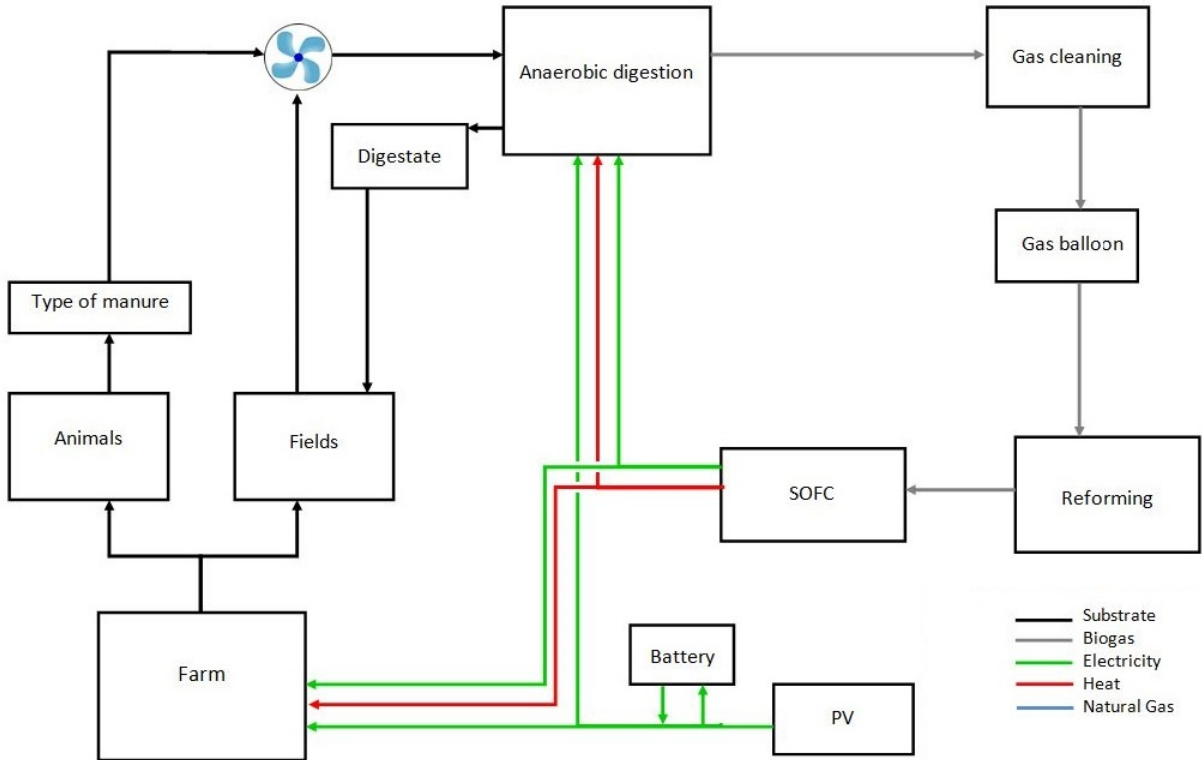 Anaerobic digestion
Gas cleaning
Digestate
Gas balloon
Type of manure
Animals
Fields
SOFC
Reforming
Farm
Battery
PV
Substrate
Biogas
Electricity
Heat
Natural Gas